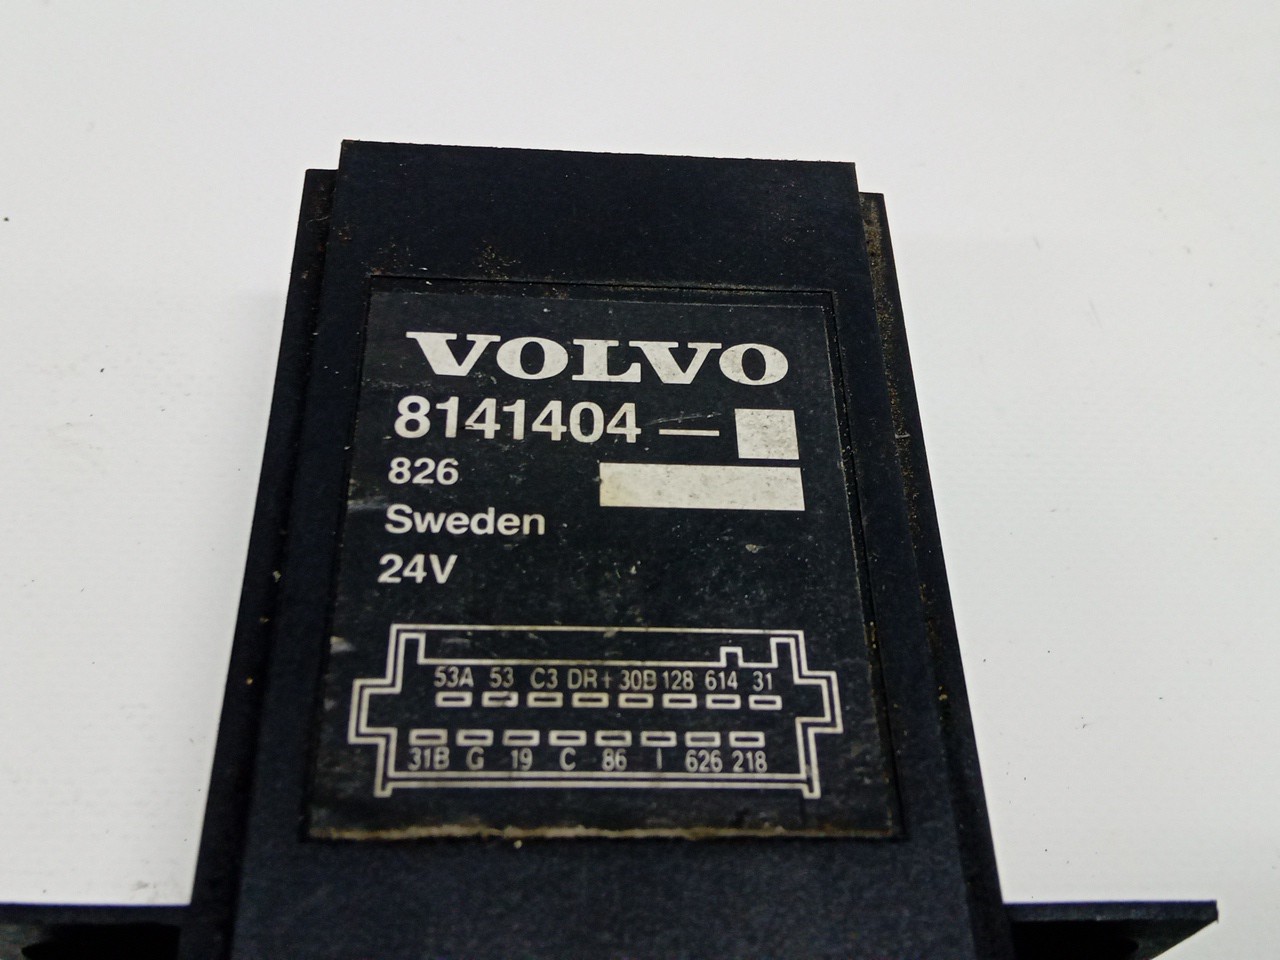 VOLVO
8141404 —
826
Sweden
24V
53A 53 C3 DR+ 30B 128 614 31
31B G 19 C 86 I 626 218